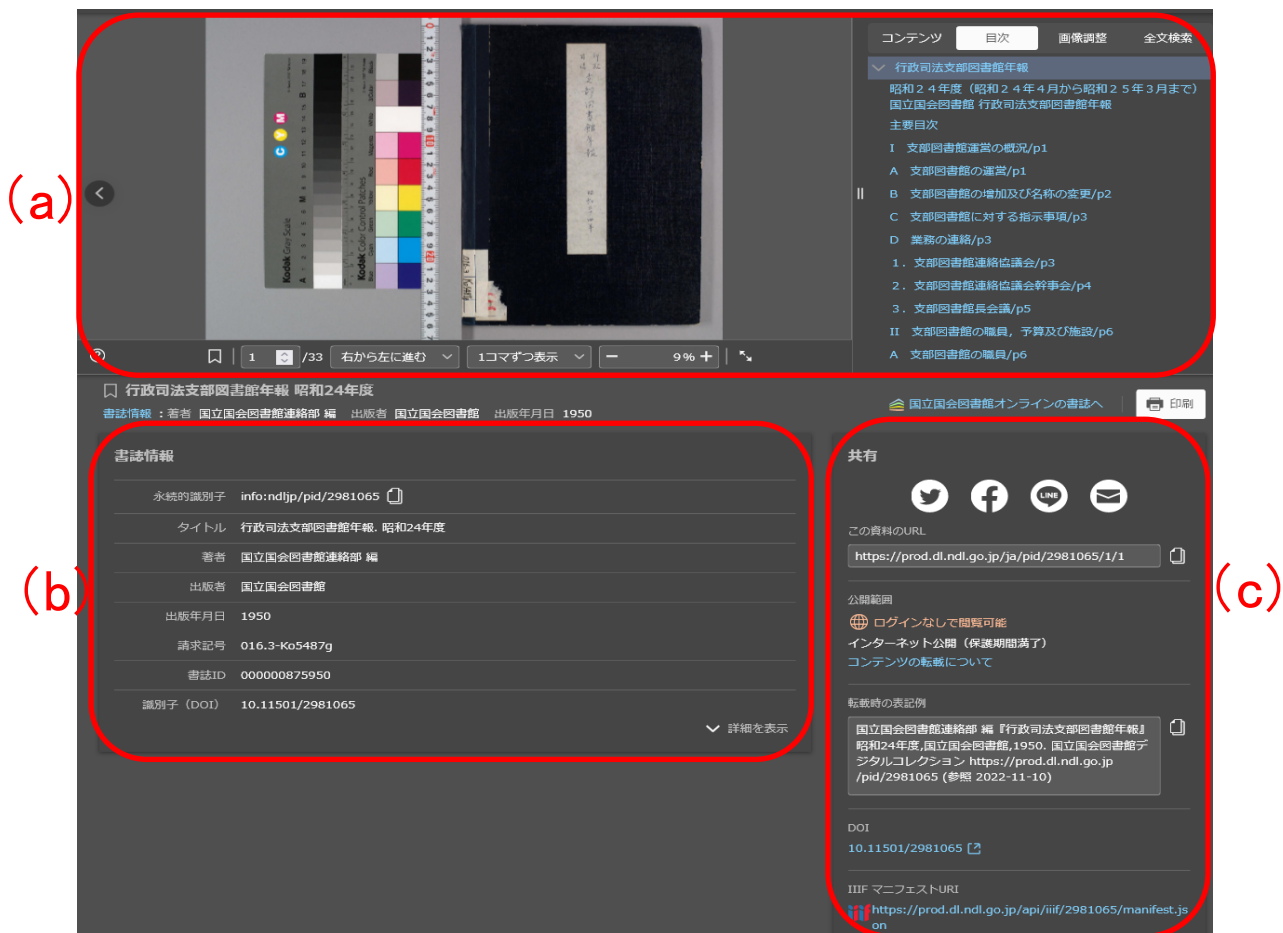 コンテンツ
目次
画像調整
全文検索
行政司法支部図書館年報
昭和２４年度（昭和２４年４月から昭和２５年３月まで）
国立国会図書館 行政司法支部図書館年報
主要目次
I 支部図書館運営の概況/p1
A 支部図書館の運営/p1
B 支部図書館の増加及び名称の変更/p2
C 支部図書館に対する指示事項/p3
D 業務の連絡/p3
1．支部図書館連絡協議会/p3
2．支部図書館連絡協議会幹事会/p4
3．支部図書館長会議/p5
II 支部図書館の職員，予算及び施設/p6
A 支部図書館の職員/p6
(a)
C Y M
Kodak Gray Scale
Kodak Color Control Patches
1 /33 右から左に進む 1コマずつ表示 − 9% +
行政司法支部図書館年報 昭和24年度
書誌情報 ：著者 国立国会図書館連絡部 編 出版者 国立国会図書館 出版年月日 1950
国立国会図書館オンラインの書誌へ
印刷
(b)
書誌情報
永続的識別子 info:ndljp/pid/2981065
タイトル 行政司法支部図書館年報. 昭和24年度
著者 国立国会図書館連絡部 編
出版者 国立国会図書館
出版年月日 1950
請求記号 016.3-Ko5487g
書誌ID 000000875950
識別子（DOI） 10.11501/2981065
詳細を表示
(c)
共有
LINE
この資料のURL
https://prod.dl.ndl.go.jp/ja/pid/2981065/1/1
公開範囲
ログインなしで閲覧可能
インターネット公開（保護期間満了）
コンテンツの転載について
転載時の表記例
国立国会図書館連絡部 編『行政司法支部図書館年報』
昭和24年度,国立国会図書館,1950. 国立国会図書館デ
ジタルコレクション https://prod.dl.ndl.go.jp
/pid/2981065 (参照 2022-11-10)
DOI
10.11501/2981065
IIIF マニフェストURI
https://prod.dl.ndl.go.jp/api/iiif/2981065/manifest.js
on